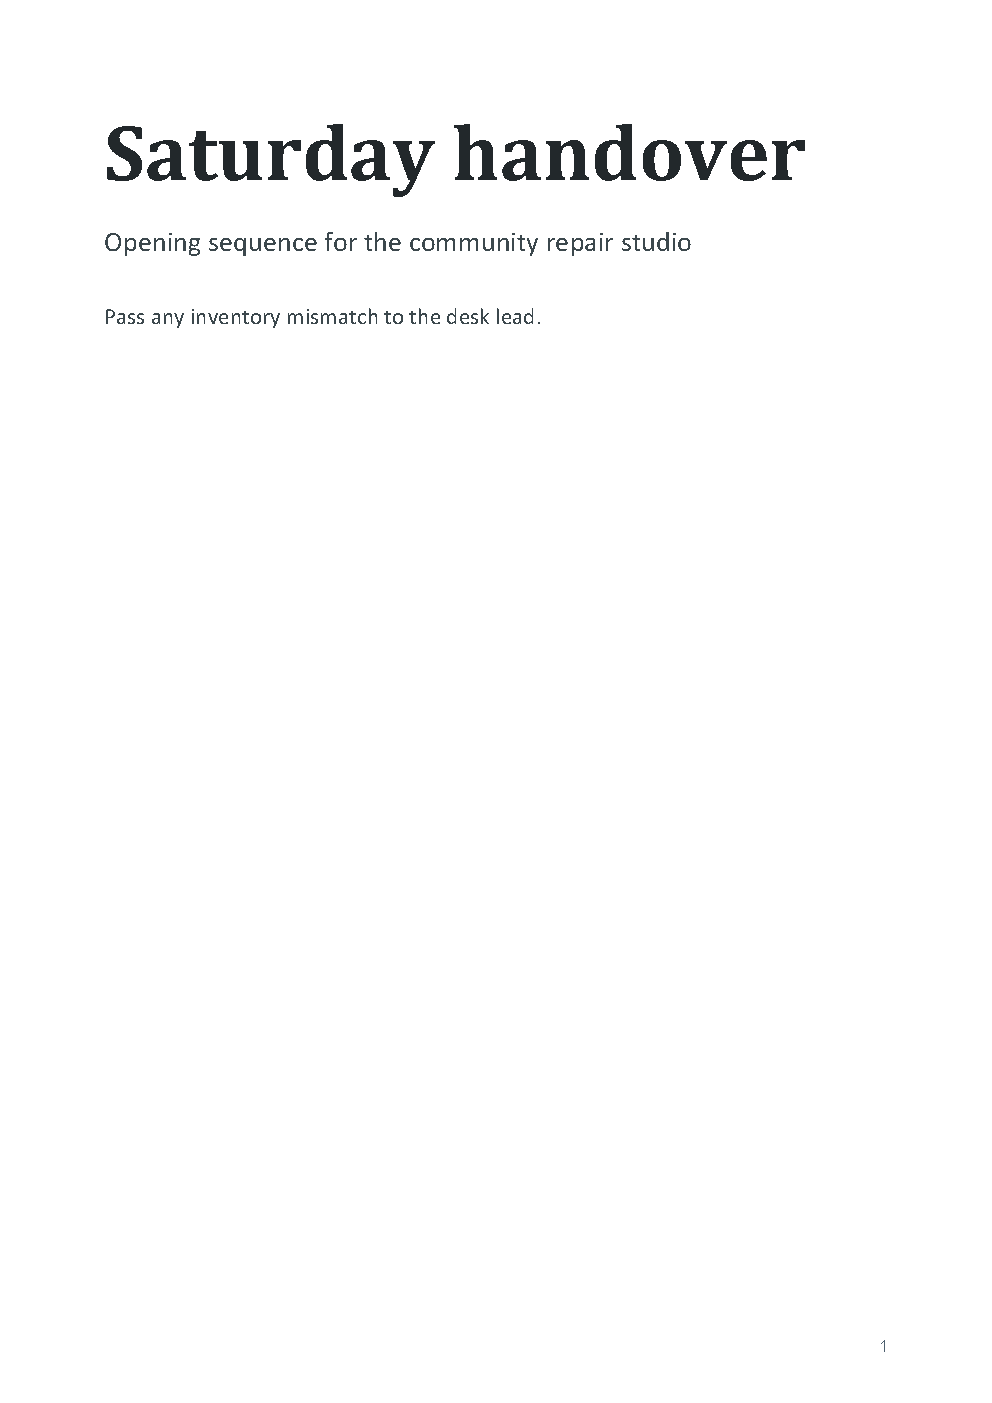 Saturday handover
Opening sequence for the community repair studio
Pass any inventory mismatch to the desk lead.
1